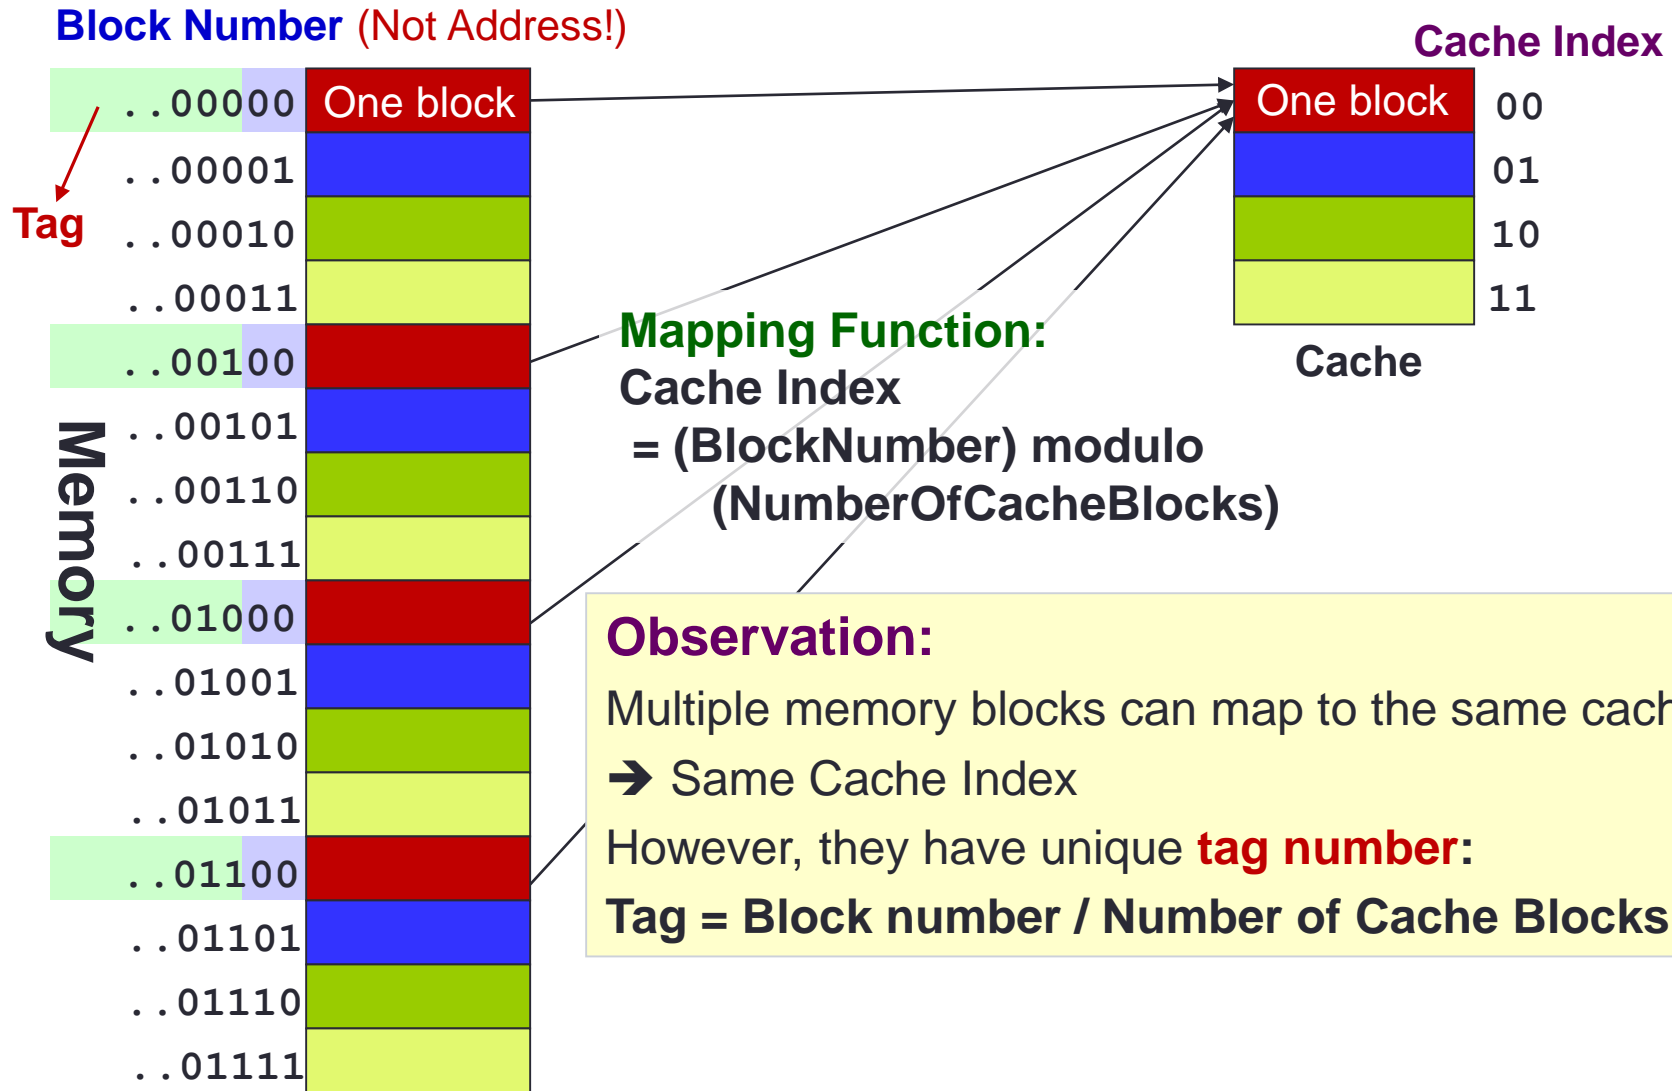 Block Number (Not Address!)
Cache Index
..00000 One block
One block 00
..00001
01
Tag
..00010
10
..00011
11
..00100
Cache
Mapping Function:
Cache Index
= (BlockNumber) modulo
(NumberOfCacheBlocks)
Memory
..00101
..00110
..00111
..01000
..01001
..01010
..01011
..01100
..01101
..01110
..01111
Observation:
Multiple memory blocks can map to the same
➔ Same Cache Index
However, they have unique tag number:
Tag = Block number / Number of Cache Blocks